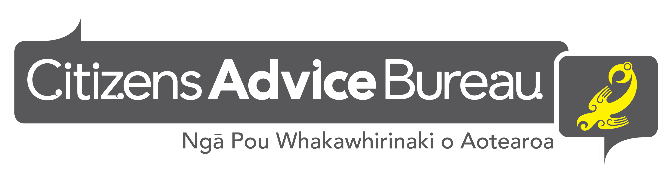 Citizens Advice Bureau
Ngā Pou Whakawhirinaki o Aotearoa